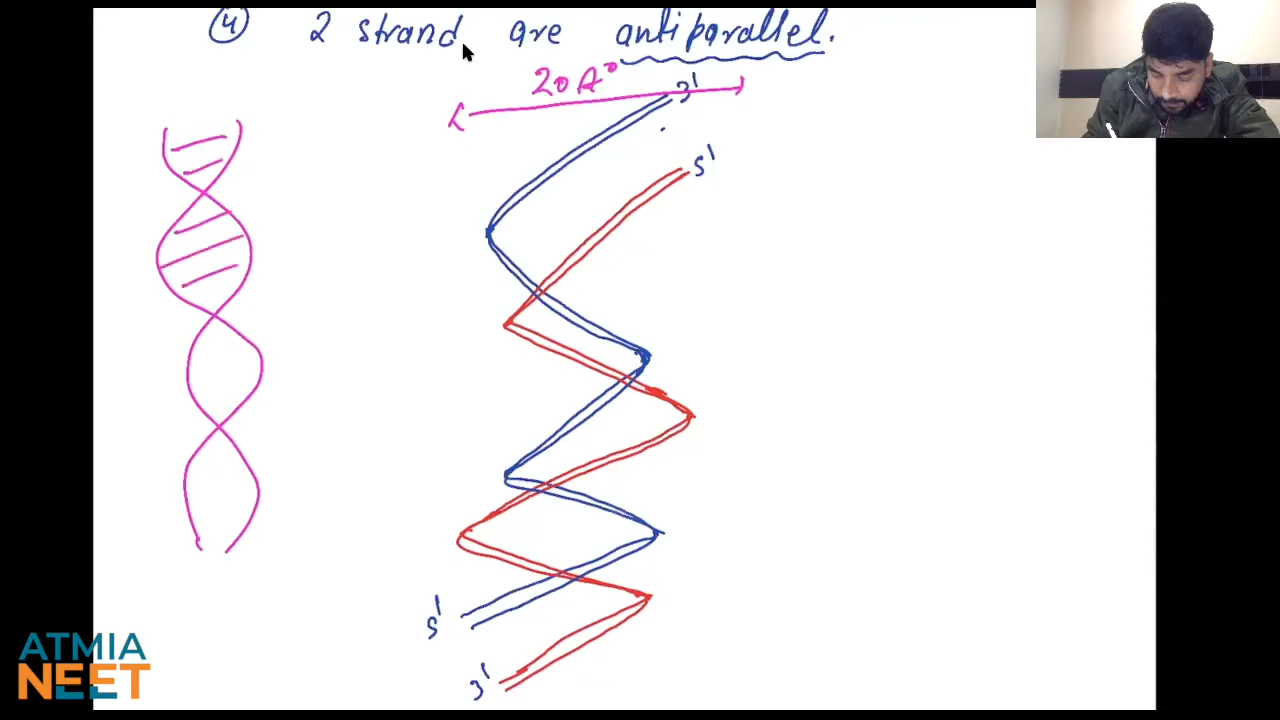 ④ 2 strand are antiparallel.
20A°
3'
5'
5'
3'
ATMIA
NEET